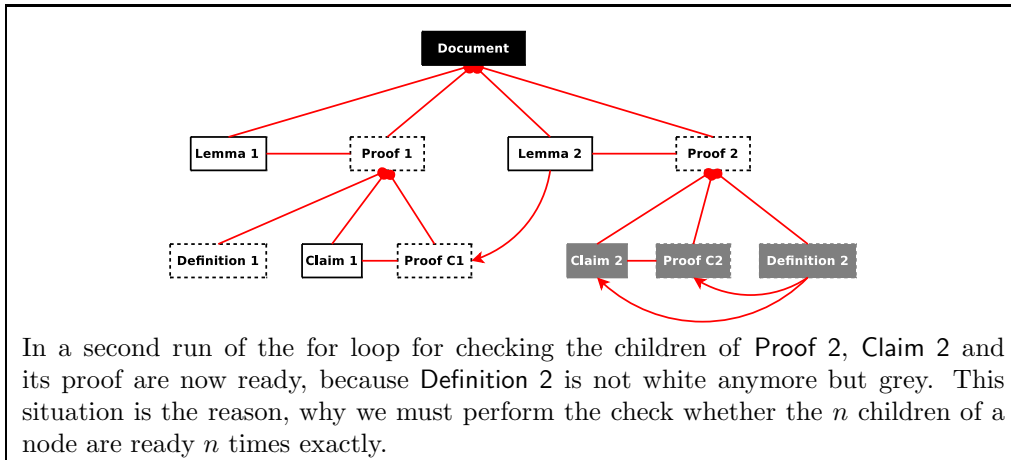 Document
Lemma 1 Proof 1 Lemma 2 Proof 2
Definition 1 Claim 1 Proof C1 Claim 2 Proof C2 Definition 2
In a second run of the for loop for checking the children of Proof 2, Claim 2 and
its proof are now ready, because Definition 2 is not white anymore but grey. This
situation is the reason, why we must perform the check whether the n children of a
node are ready n times exactly.